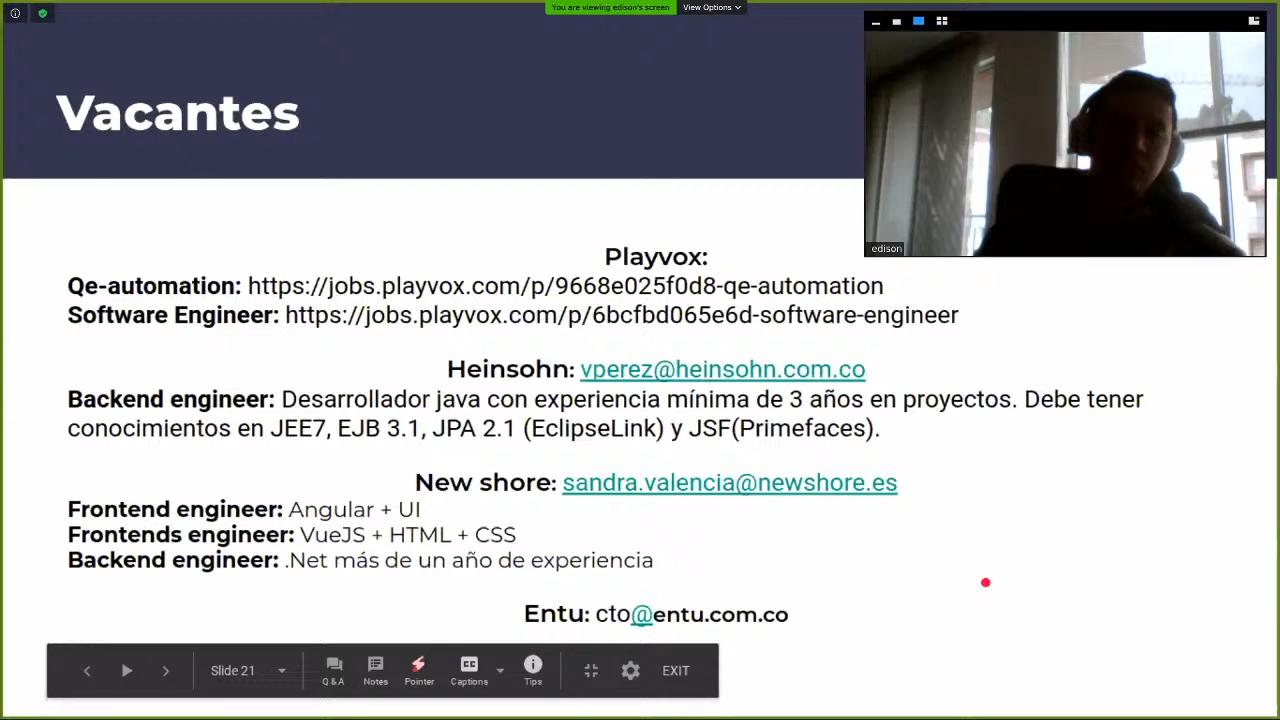 You are viewing edison's screen
View Options
Vacantes
edison
Playvox:
Qe-automation: https://jobs.playvox.com/p/9668e025f0d8-qe-automation
Software Engineer: https://jobs.playvox.com/p/6bcfbd065e6d-software-engineer
Heinsohn: vperez@heinsohn.com.co
Backend engineer: Desarrollador java con experiencia mínima de 3 años en proyectos. Debe tener
conocimientos en JEE7, EJB 3.1, JPA 2.1 (EclipseLink) y JSF(Primefaces).
New shore: sandra.valencia@newshore.es
Frontend engineer: Angular + UI
Frontends engineer: VueJS + HTML + CSS
Backend engineer: .Net más de un año de experiencia
Entu: cto@entu.com.co
Slide 21
Q & A
Notes
Pointer
CC
Captions
Tips
EXIT